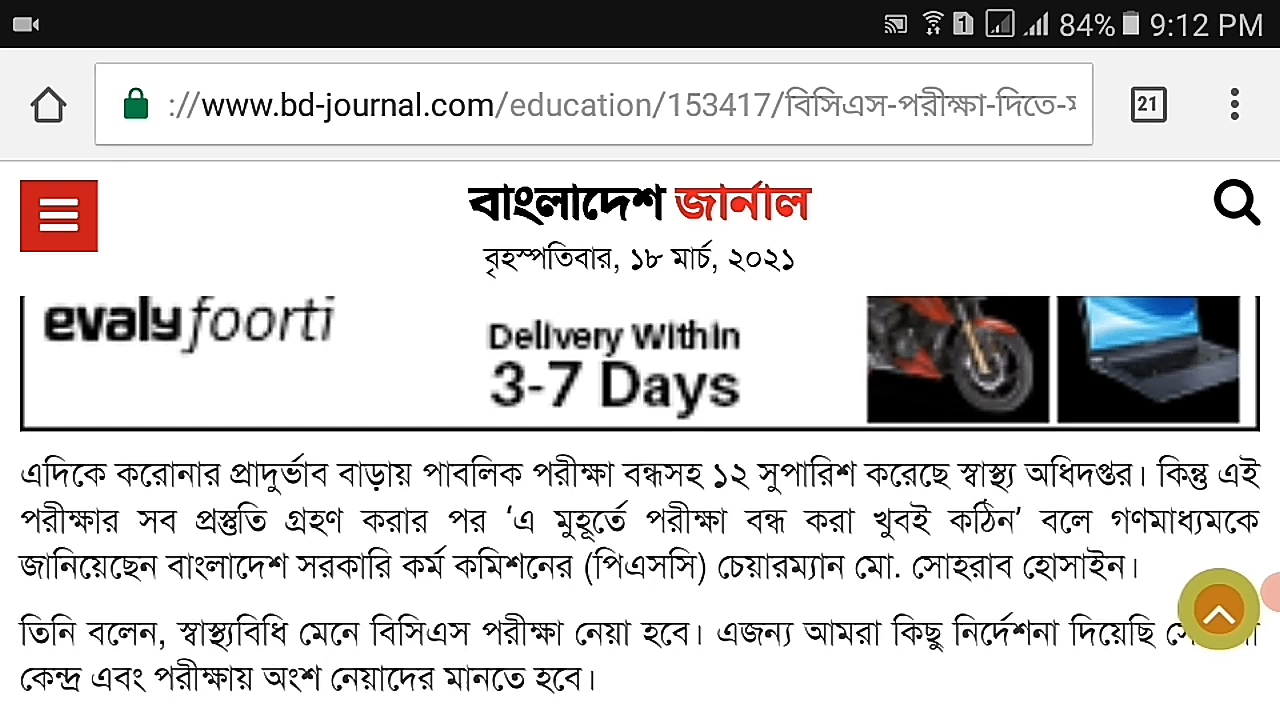 84% 9:12 PM
://www.bd-journal.com/education/153417/বিসিএস-পরীক্ষা-দিতে-
21
বাংলাদেশ জার্নাল
বৃহস্পতিবার, ১৮ মার্চ, ২০২১
evaly foorti
Delivery Within
3-7 Days
এদিকে করোনার প্রাদুর্ভাব বাড়ায় পাবলিক পরীক্ষা বন্ধসহ ১২ সুপারিশ করেছে স্বাস্থ্য অধিদপ্তর। কিন্তু এই
পরীক্ষার সব প্রস্তুতি গ্রহণ করার পর ‘এ মুহূর্তে পরীক্ষা বন্ধ করা খুবই কঠিন’ বলে গণমাধ্যমকে
জানিয়েছেন বাংলাদেশ সরকারি কর্ম কমিশনের (পিএসসি) চেয়ারম্যান মো. সোহরাব হোসাইন।
তিনি বলেন, স্বাস্থ্যবিধি মেনে বিসিএস পরীক্ষা নেয়া হবে। এজন্য আমরা কিছু নির্দেশনা দিয়েছি
কেন্দ্র এবং পরীক্ষায় অংশ নেয়াদের মানতে হবে।